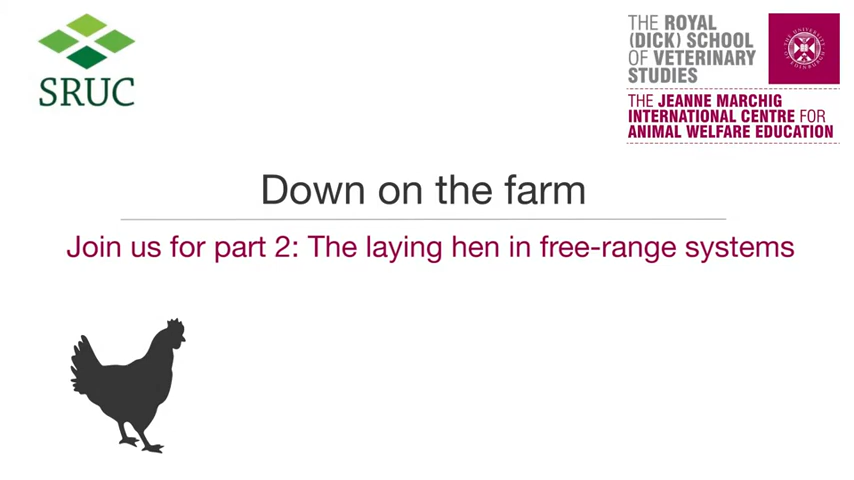 SRUC
THE ROYAL
(DICK) SCHOOL
OF VETERINARY
STUDIES
THE JEANNE MARCHIG
INTERNATIONAL CENTRE FOR
ANIMAL WELFARE EDUCATION
Down on the farm
Join us for part 2: The laying hen in free-range systems